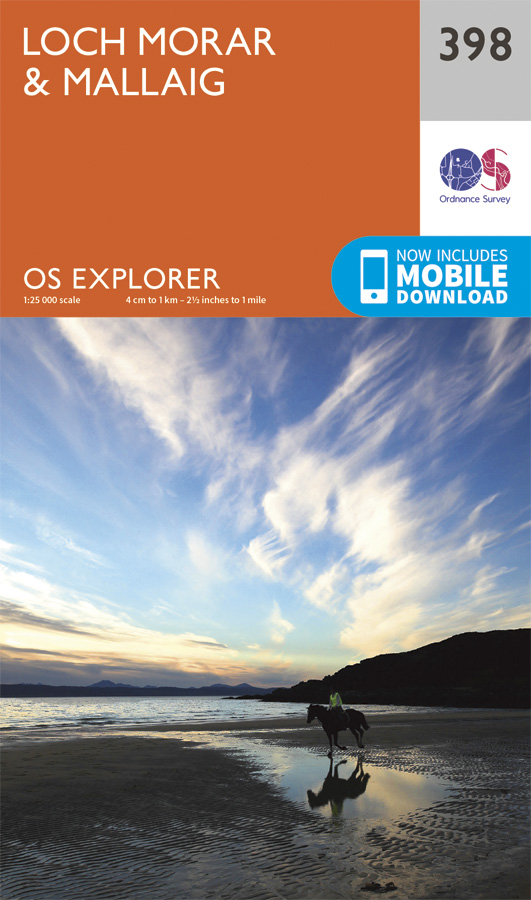 LOCH MORAR
& MALLAIG
398
Ordnance Survey
NOW INCLUDES
MOBILE
DOWNLOAD
OS EXPLORER
1:25 000 scale 4 cm to 1 km – 2½ inches to 1 mile